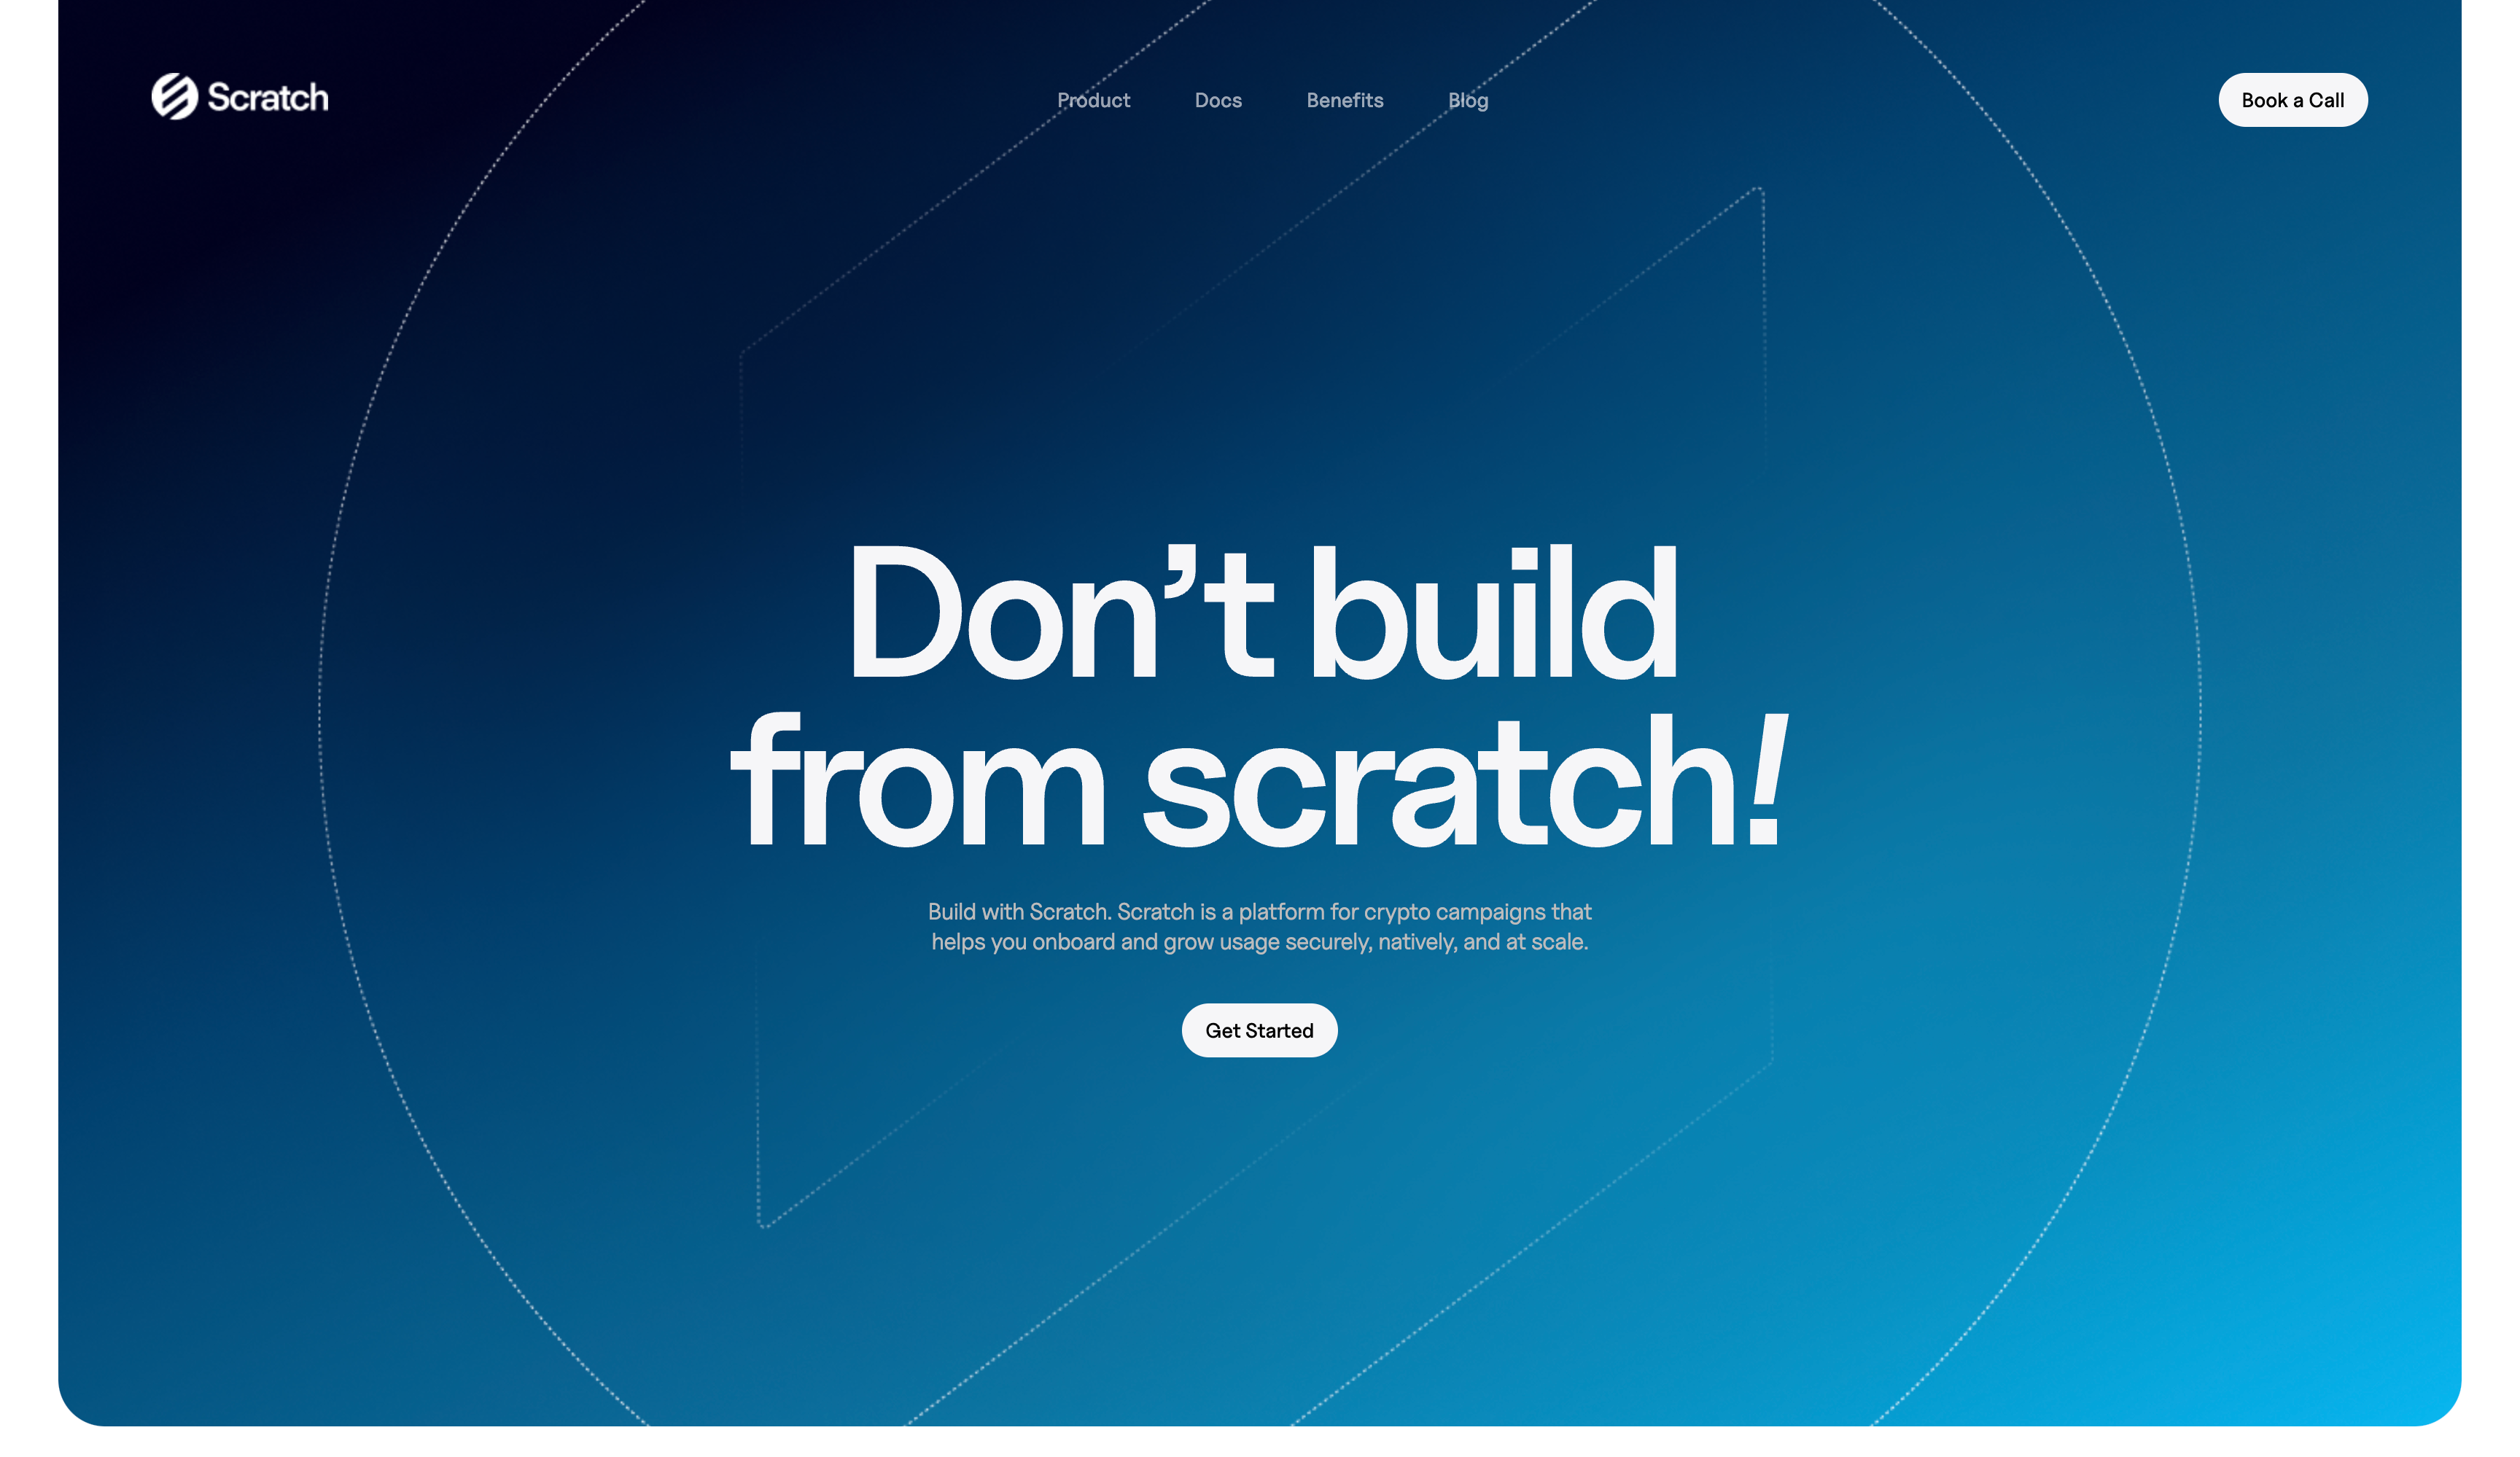 Scratch
Product
Docs
Benefits
Blog
Book a Call
Don’t build
from scratch!
Build with Scratch. Scratch is a platform for crypto campaigns that
helps you onboard and grow usage securely, natively, and at scale.
Get Started